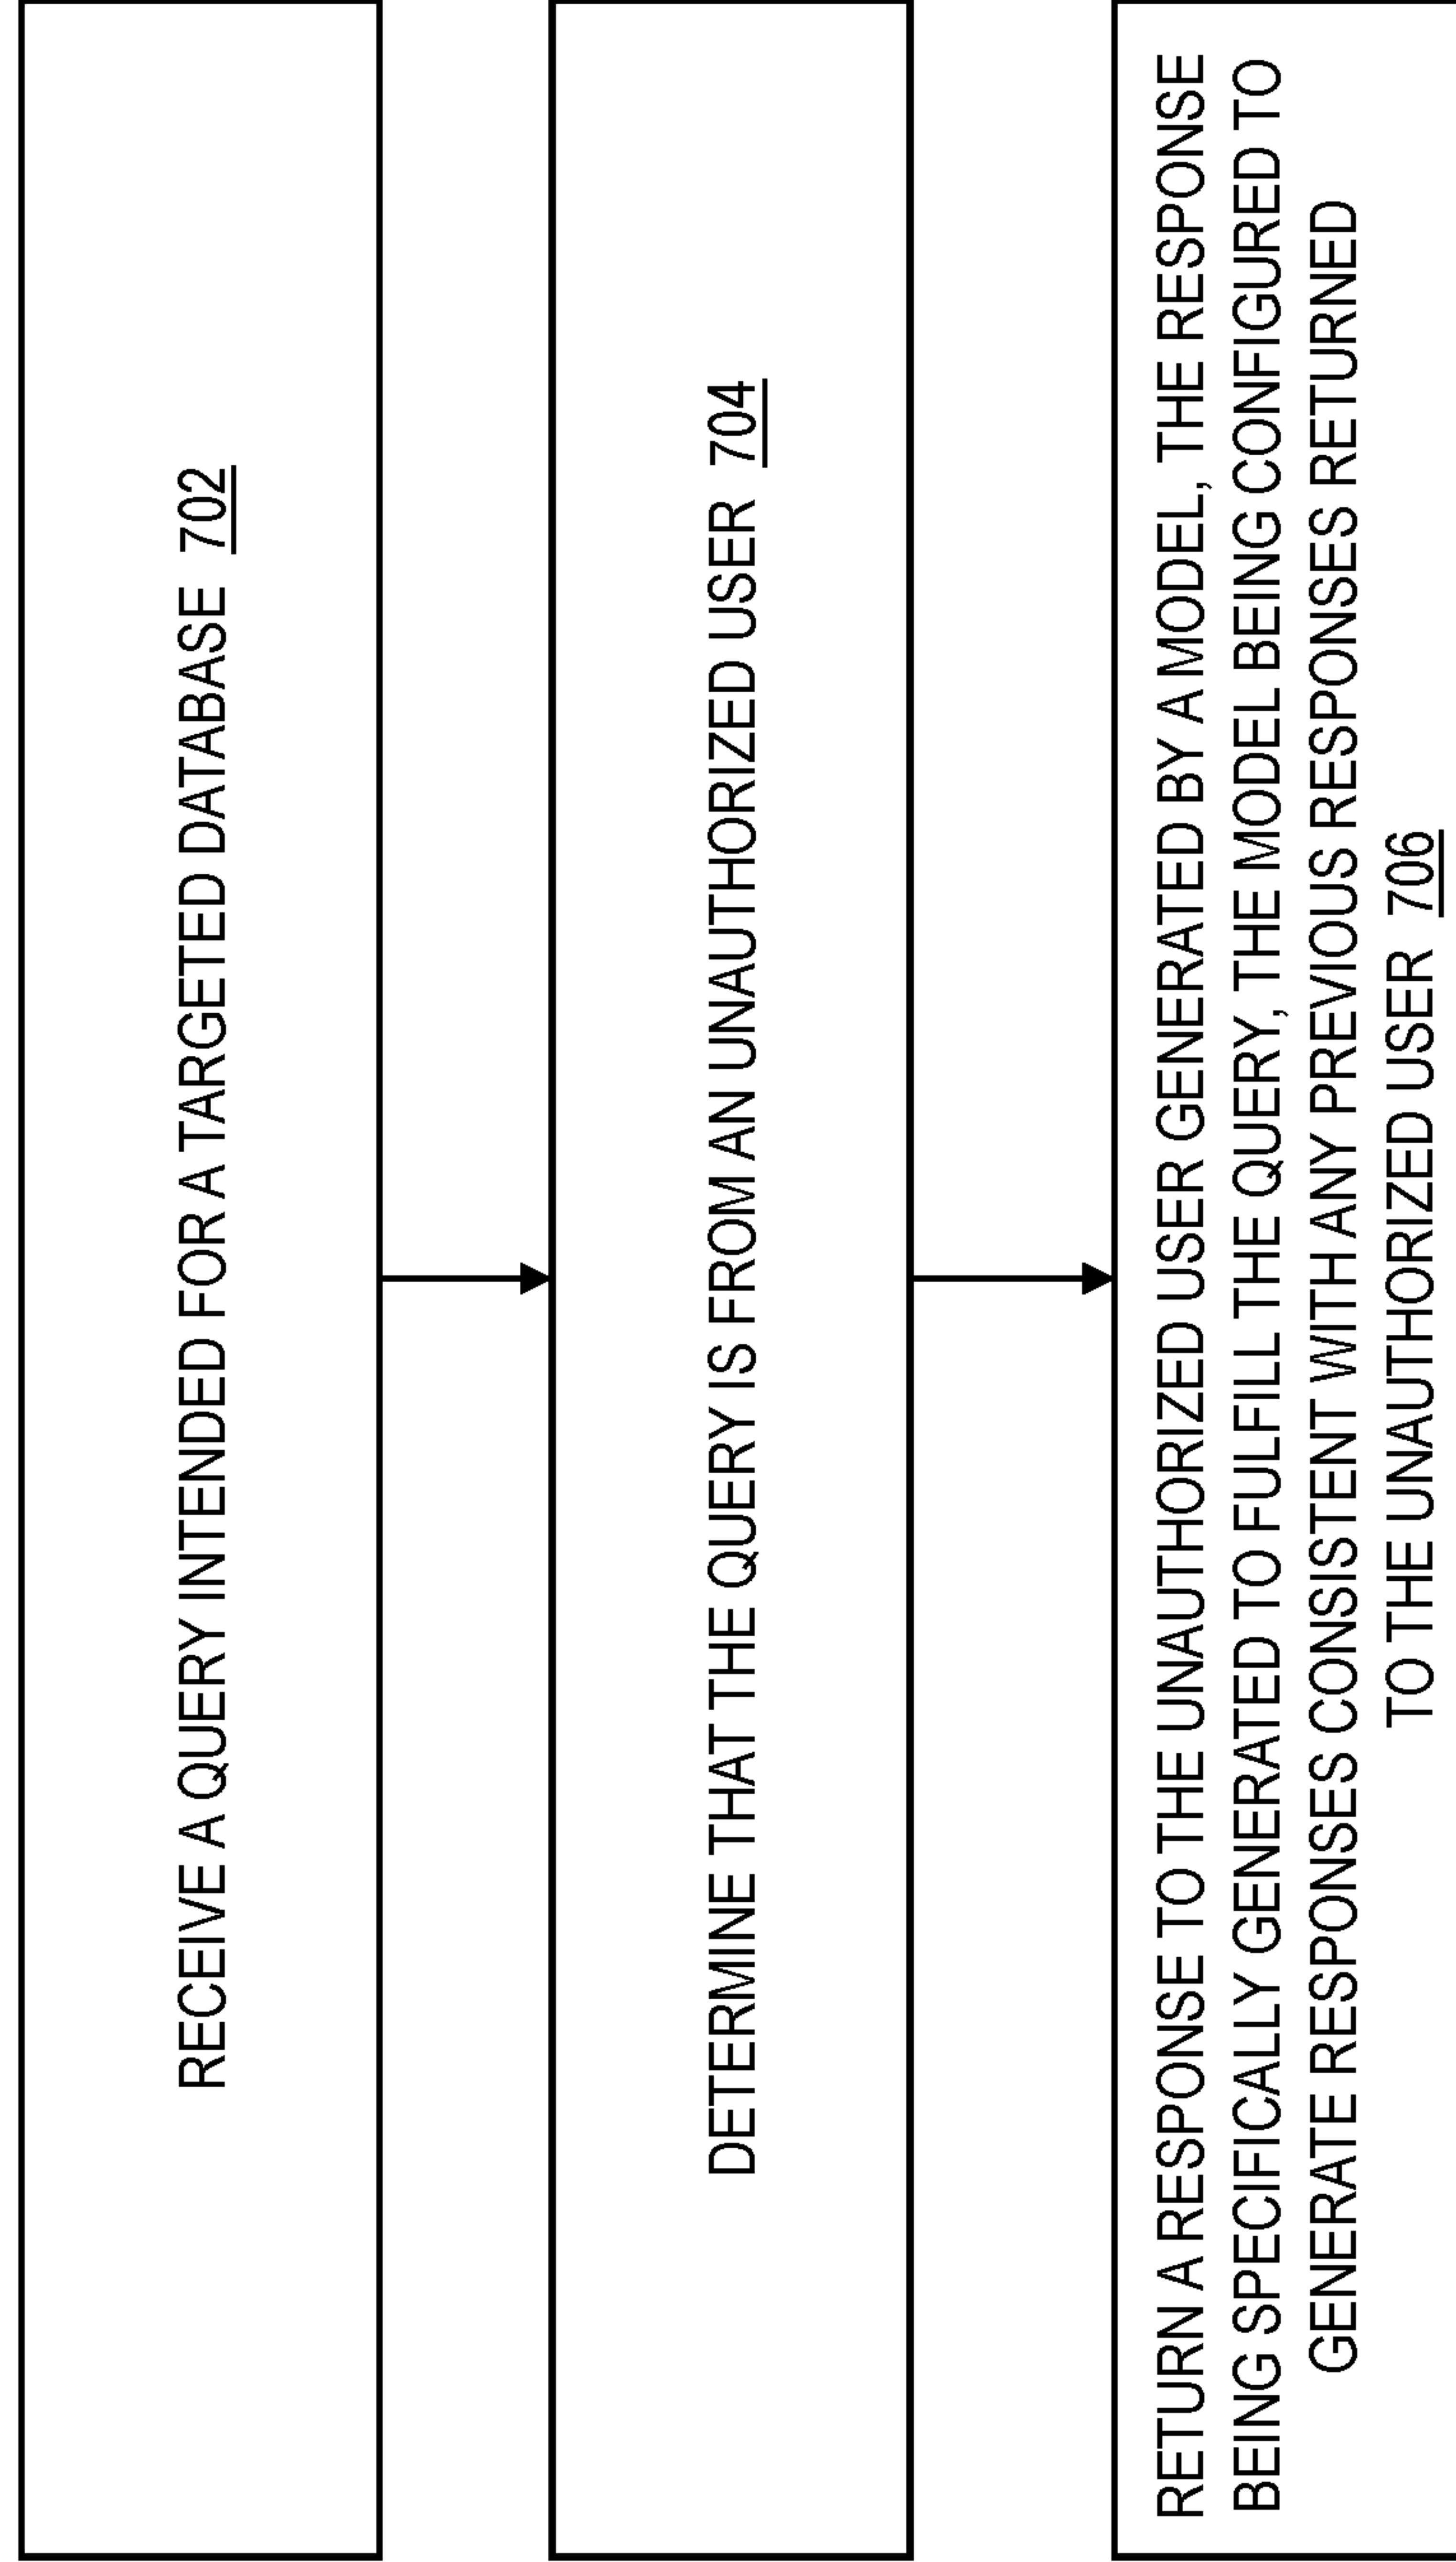 RECEIVE A QUERY INTENDED FOR A TARGETED DATABASE 702
DETERMINE THAT THE QUERY IS FROM AN UNAUTHORIZED USER 704
RETURN A RESPONSE TO THE UNAUTHORIZED USER GENERATED BY A MODEL, THE RESPONSE
BEING SPECIFICALLY GENERATED TO FULFILL THE QUERY, THE MODEL BEING CONFIGURED TO
GENERATE RESPONSES CONSISTENT WITH ANY PREVIOUS RESPONSES RETURNED
TO THE UNAUTHORIZED USER 706